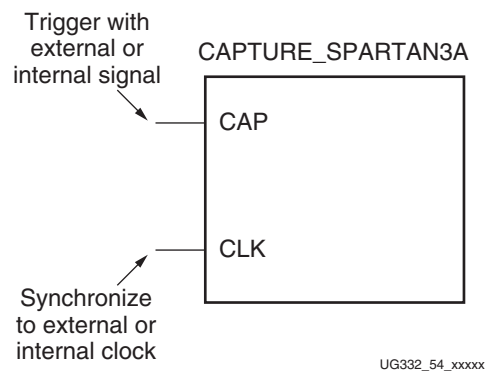 Trigger with
external or
internal signal
CAPTURE_SPARTAN3A
CAP
CLK
Synchronize
to external or
internal clock
UG332_54_xxxxx